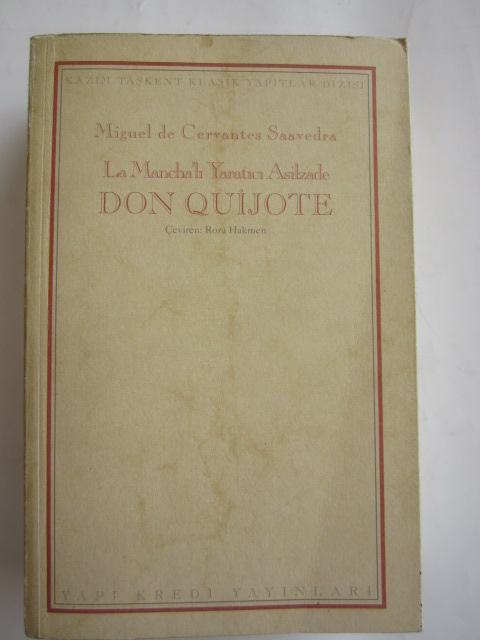 KAZIM TAŞKENT KLASİK YAPITLAR DİZİSİ
Miguel de Cervantes Saavedra
La Mancha'lı Yaratıcı Asilzade
DON QUİJOTE
Çeviren: Roza Hakmen
YAPI KREDİ YAYINLARI